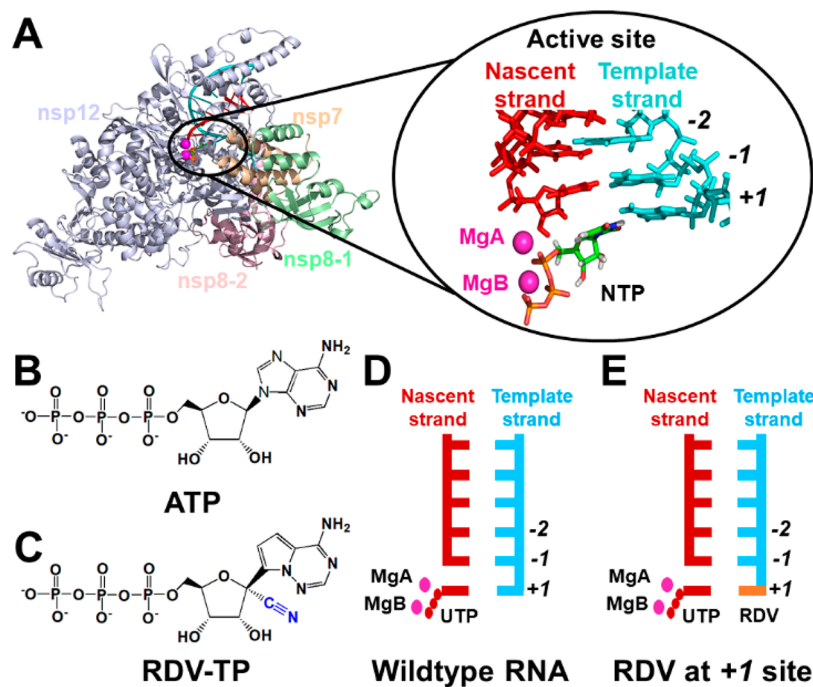 A
nsp12
nsp7
nsp8-2
nsp8-1
Active site
Nascent Template
strand strand
-2
-1
+1
MgA
MgB
NTP
B
NH2
N N
N N
O O O
-O P O P O P O O
O- O- O-
HO OH
ATP
C
NH2
N
N N
O O O
-O P O P O P O O
O- O- O-
C≡N
HO OH
RDV-TP
D
Nascent Template
strand strand
-2
-1
MgA
+1
MgB
UTP
Wildtype RNA
E
Nascent Template
strand strand
-2
-1
MgA
+1
MgB
UTP RDV
RDV at +1 site